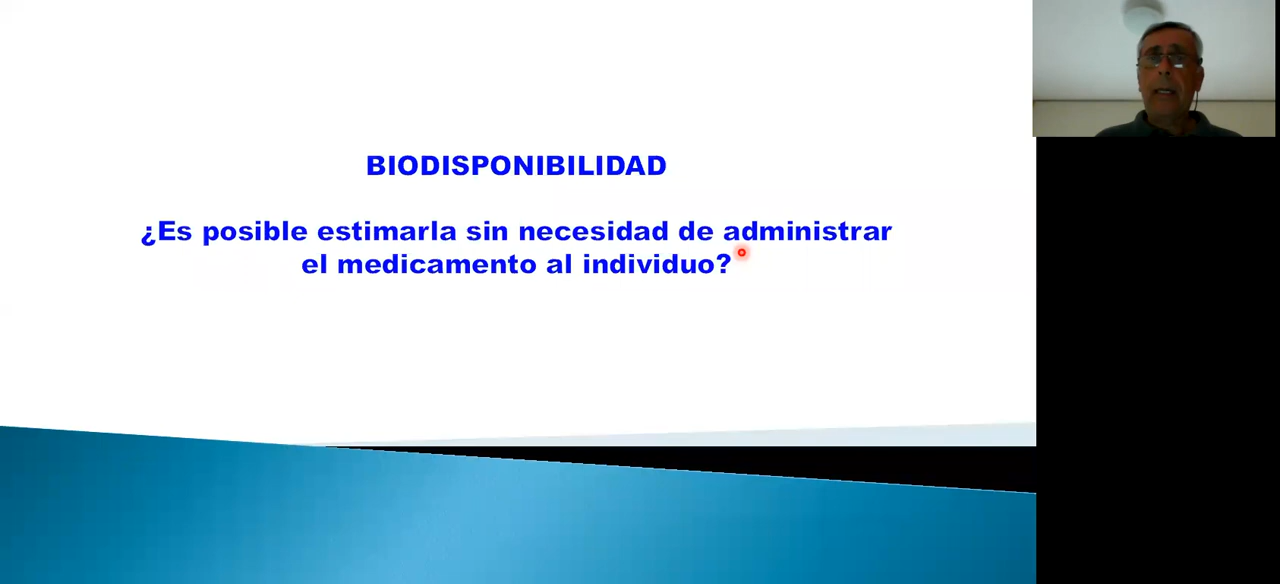 BIODISPONIBILIDAD
¿Es posible estimarla sin necesidad de administrar
el medicamento al individuo?